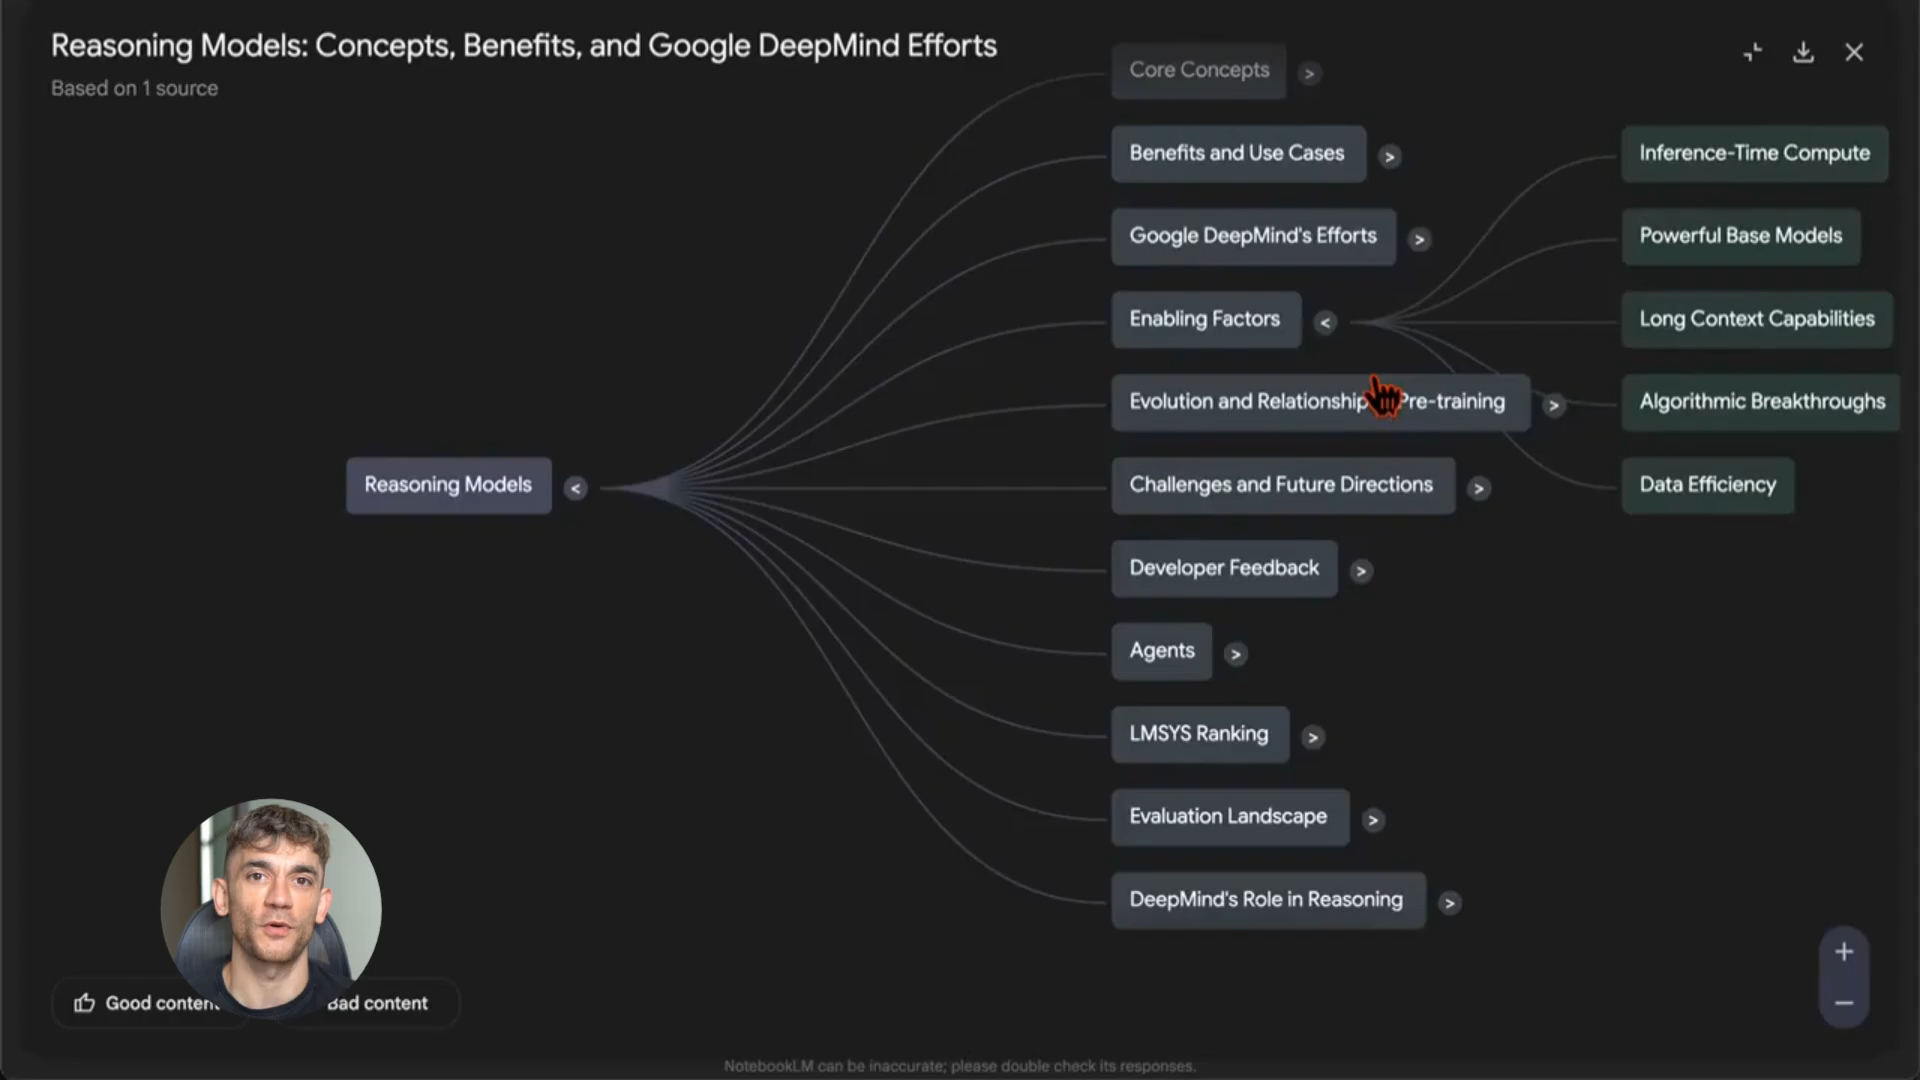 Reasoning Models: Concepts, Benefits, and Google DeepMind Efforts
Based on 1 source
Reasoning Models
<
Core Concepts
>
Benefits and Use Cases
>
Google DeepMind's Efforts
>
Enabling Factors
<
Evolution and Relationship Pre-training
>
Challenges and Future Directions
>
Developer Feedback
>
Agents
>
LMSYS Ranking
>
Evaluation Landscape
>
DeepMind's Role in Reasoning
>
Inference-Time Compute
Powerful Base Models
Long Context Capabilities
Algorithmic Breakthroughs
Data Efficiency
Good content
Bad content
+
−
NotebookLM can be inaccurate; please double check its responses.